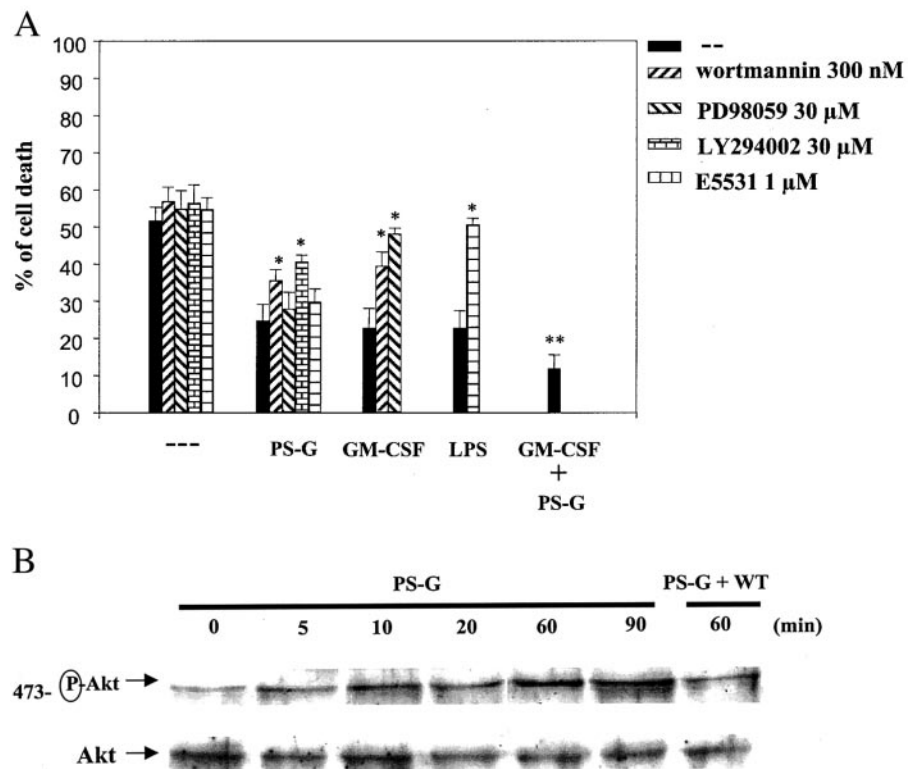 A
100
90
80
70
60
50
40
30
20
10
0
% of cell death
* * * * * **
--- PS-G GM-CSF LPS GM-CSF
+
PS-G
--
wortmannin 300 nM
PD98059 30 µM
LY294002 30 µM
E5531 1 µM
B
PS-G PS-G + WT
0 5 10 20 60 90 60 (min)
473- P-Akt
Akt